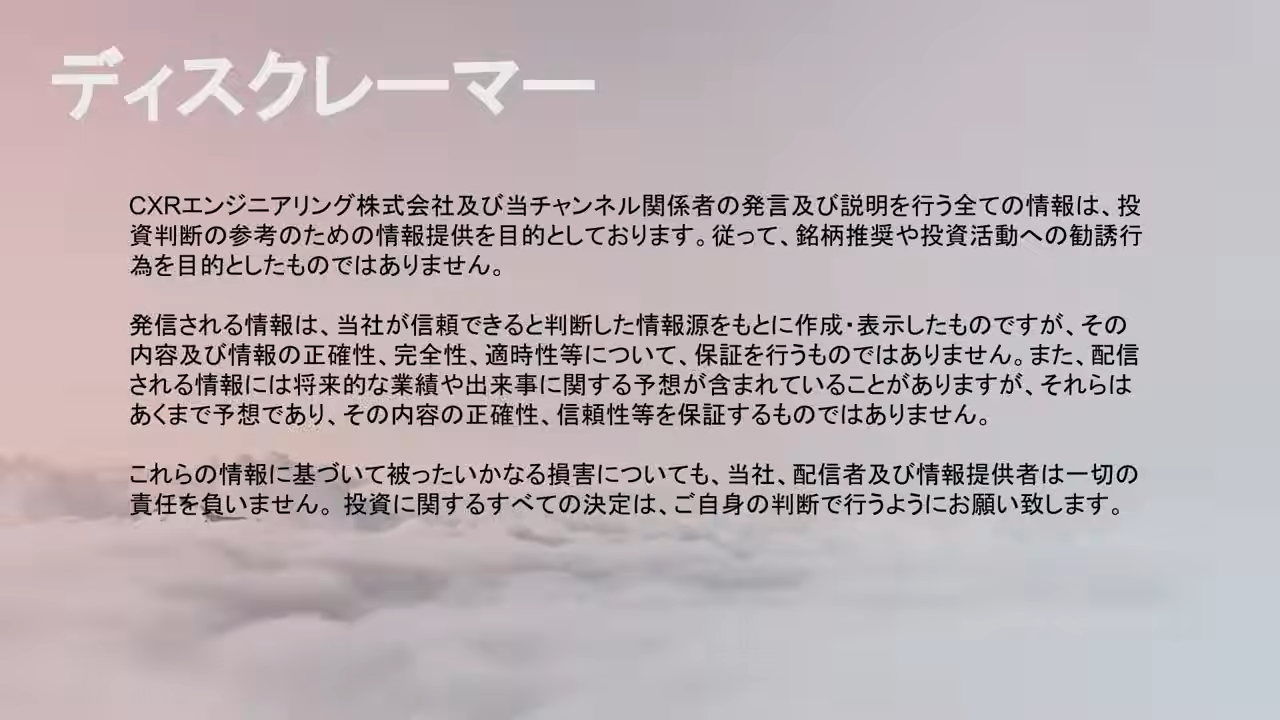 ディスクレーマー
CXRエンジニアリング株式会社及び当チャンネル関係者の発言及び説明を行う全ての情報は、投
資判断の参考のための情報提供を目的としております。従って、銘柄推奨や投資活動への勧誘行
為を目的としたものではありません。
発信される情報は、当社が信頼できると判断した情報源をもとに作成・表示したものですが、その
内容及び情報の正確性、完全性、適時性等について、保証を行うものではありません。また、配信
される情報には将来的な業績や出来事に関する予想が含まれていることがありますが、それらは
あくまで予想であり、その内容の正確性、信頼性等を保証するものではありません。
これらの情報に基づいて被ったいかなる損害についても、当社、配信者及び情報提供者は一切の
責任を負いません。 投資に関するすべての決定は、ご自身の判断で行うようにお願い致します。